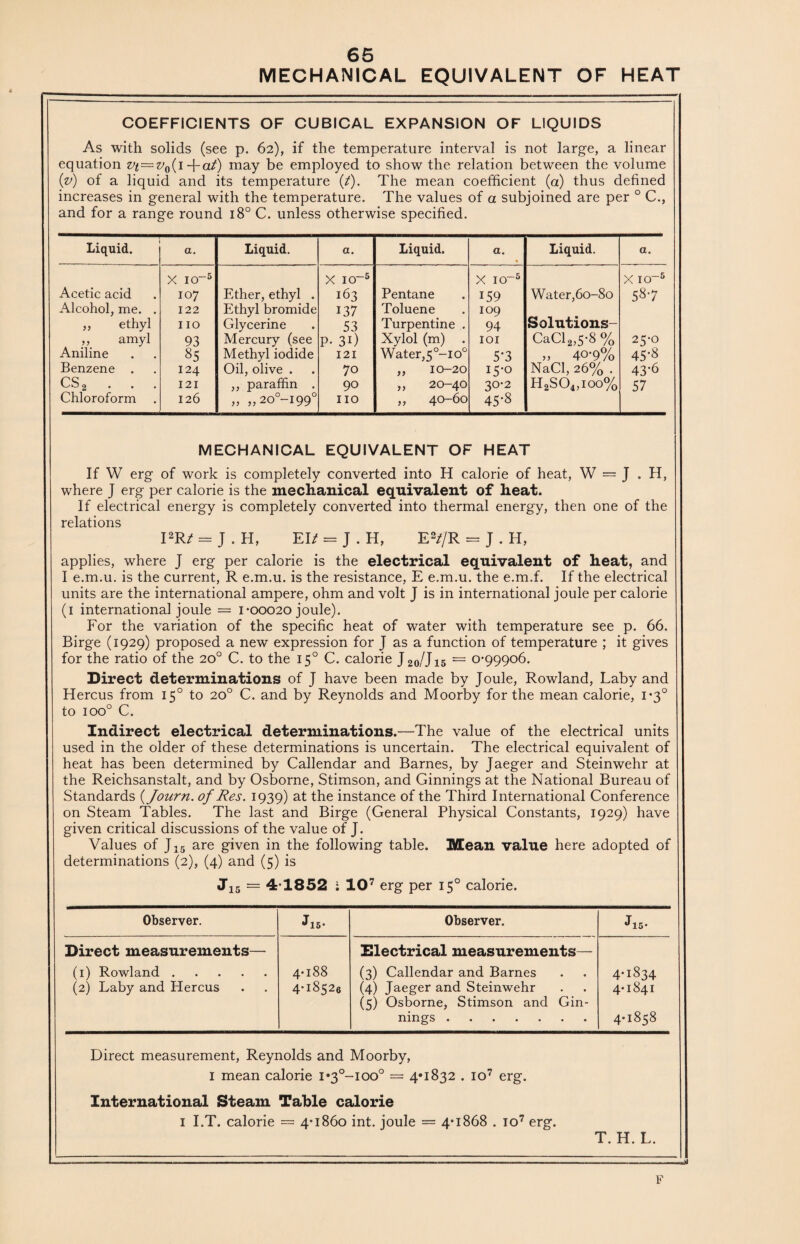 65
MECHANICAL EQUIVALENT OF HEAT
COEFFICIENTS OF CUBICAL EXPANSION OF LIQUIDS
As with solids (see p. 62), if the temperature interval is not large, a linear
equation vₜ=v₀(1+αt) may be employed to show the relation between the volume
(v) of a liquid and its temperature (t). The mean coefficient (α) thus defined
increases in general with the temperature. The values of α subjoined are per ° C.,
and for a range round 18° C. unless otherwise specified.
Liquid. | α. | Liquid. | α. | Liquid. | α. | Liquid. | α.
× 10⁻⁵ | × 10⁻⁵ | × 10⁻⁵ | × 10⁻⁵
Acetic acid . | 107 | Ether, ethyl . | 163 | Pentane . | 159 | Water,60–80 | 58·7
Alcohol, me. . | 122 | Ethyl bromide | 137 | Toluene . | 109
„ ethyl | 110 | Glycerine . | 53 | Turpentine . | 94 | Solutions–
„ amyl | 93 | Mercury (see | p. 31) | Xylol (m) . | 101 | CaCl₂,5·8 % | 25·0
Aniline . . | 85 | Methyl iodide | 121 | Water,5°–10° | 5·3 | „ 40·9% | 45·8
Benzene . . | 124 | Oil, olive . . | 70 | „ 10–20 | 15·0 | NaCl, 26% . | 43·6
CS₂ . . . | 121 | „ paraffin . | 90 | „ 20–40 | 30·2 | H₂SO₄,100% | 57
Chloroform . | 126 | „ „ 20°–199° | 110 | „ 40–60 | 45·8
MECHANICAL EQUIVALENT OF HEAT
If W erg of work is completely converted into H calorie of heat, W = J . H,
where J erg per calorie is the mechanical equivalent of heat.
If electrical energy is completely converted into thermal energy, then one of the
relations
I²Rt = J . H, EIt = J . H, E²t/R = J . H,
applies, where J erg per calorie is the electrical equivalent of heat, and
I e.m.u. is the current, R e.m.u. is the resistance, E e.m.u. the e.m.f. If the electrical
units are the international ampere, ohm and volt J is in international joule per calorie
(1 international joule = 1·00020 joule).
For the variation of the specific heat of water with temperature see p. 66.
Birge (1929) proposed a new expression for J as a function of temperature ; it gives
for the ratio of the 20° C. to the 15° C. calorie J₂₀/J₁₅ = 0·99906.
Direct determinations of J have been made by Joule, Rowland, Laby and
Hercus from 15° to 20° C. and by Reynolds and Moorby for the mean calorie, 1·3°
to 100° C.
Indirect electrical determinations.—The value of the electrical units
used in the older of these determinations is uncertain. The electrical equivalent of
heat has been determined by Callendar and Barnes, by Jaeger and Steinwehr at
the Reichsanstalt, and by Osborne, Stimson, and Ginnings at the National Bureau of
Standards (Journ. of Res. 1939) at the instance of the Third International Conference
on Steam Tables. The last and Birge (General Physical Constants, 1929) have
given critical discussions of the value of J.
Values of J₁₅ are given in the following table. Mean value here adopted of
determinations (2), (4) and (5) is
J₁₅ = 4·1852 . 10⁷ erg per 15° calorie.
Observer. | J₁₅. | Observer. | J₁₅.
Direct measurements— | Electrical measurements—
(1) Rowland . . . . . | 4·188 | (3) Callendar and Barnes . . | 4·1834
(2) Laby and Hercus . . | 4·1852₆ | (4) Jaeger and Steinwehr . . | 4·1841
(5) Osborne, Stimson and Gin-
nings . . . . . . . | 4·1858
Direct measurement, Reynolds and Moorby,
1 mean calorie 1·3°–100° = 4·1832 . 10⁷ erg.
International Steam Table calorie
1 I.T. calorie = 4·1860 int. joule = 4·1868 . 10⁷ erg.
T. H. L.
F